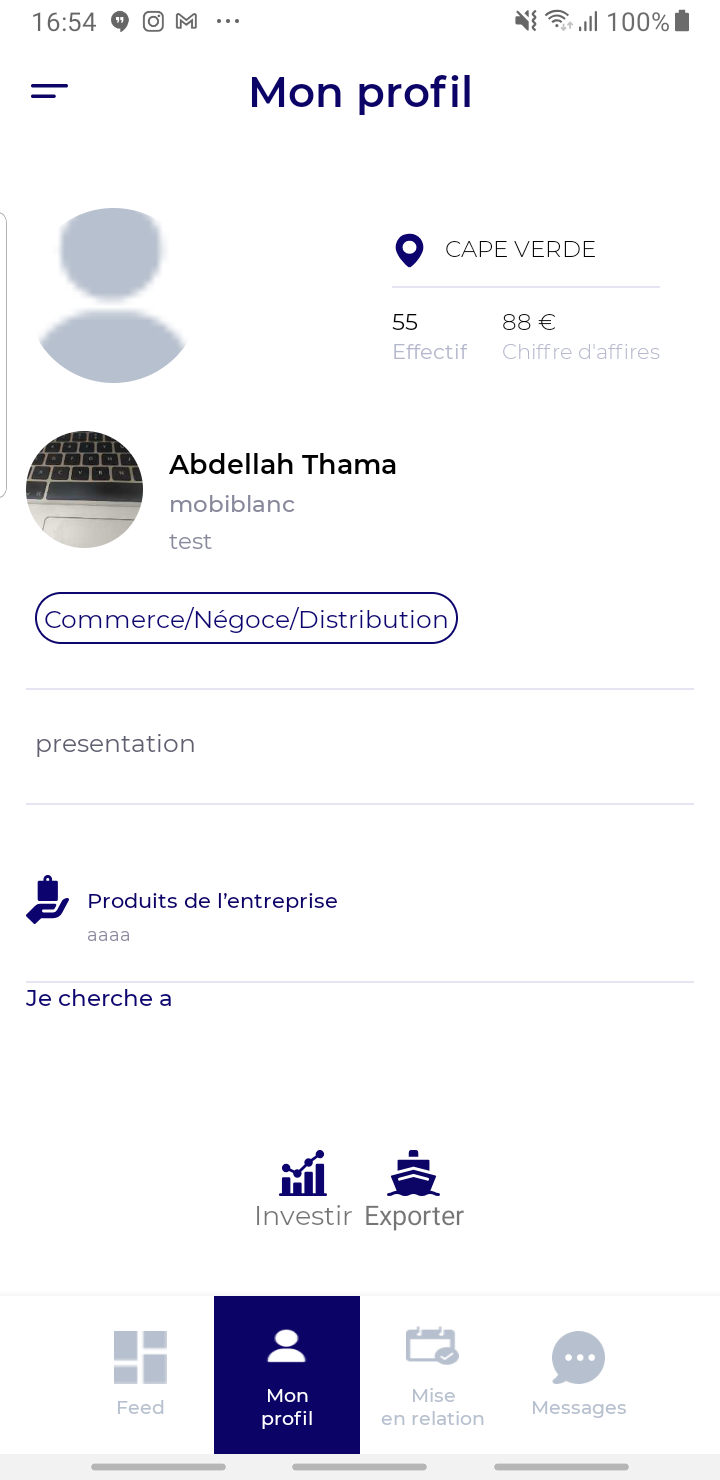 16:54
100%
Mon profil
CAPE VERDE
55
88 €
Effectif
Chiffre d'affires
Abdellah Thama
mobiblanc
test
Commerce/Négoce/Distribution
presentation
Produits de l’entreprise
aaaa
Je cherche a
Investir
Exporter
Feed
Mon
profil
Mise
en relation
Messages